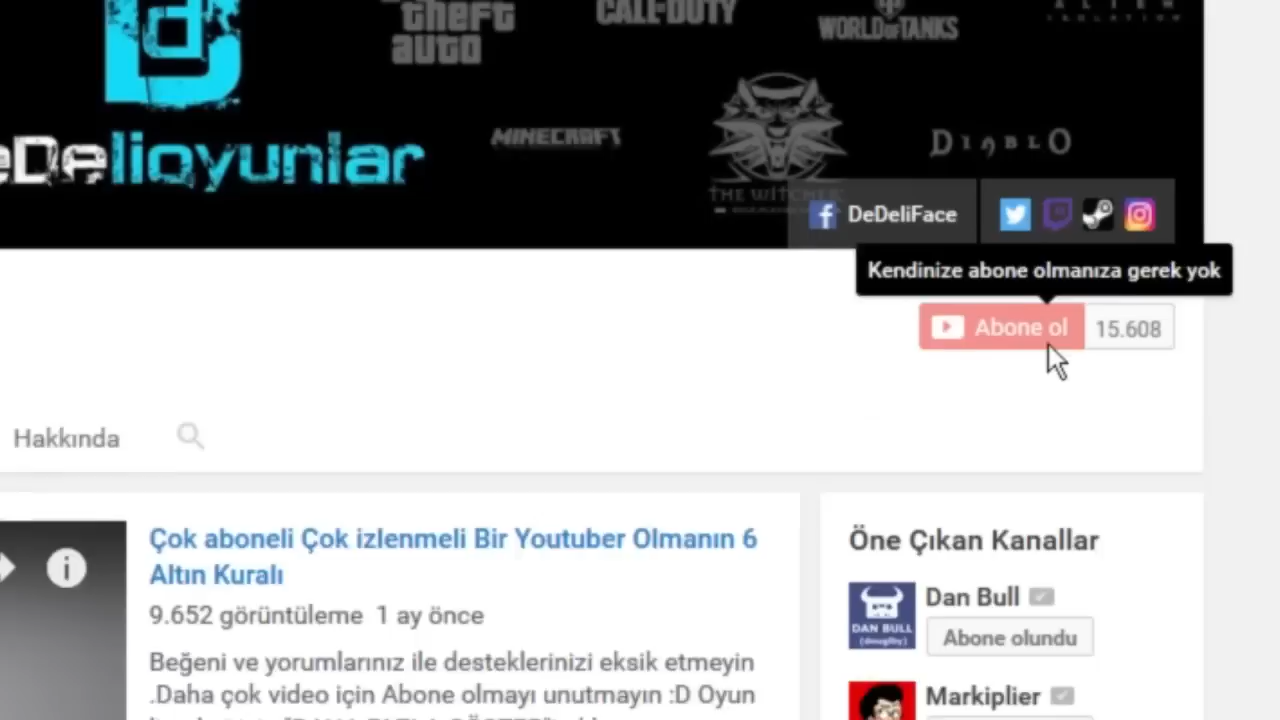 theft
auto
CALL OF DUTY
WORLD OF TANKS
ALIEN
ISOLATION
eDelioyunlar
MINECRAFT
DIABLO
THE WITCHER
DeDeliFace
Kendinize abone olmanıza gerek yok
Abone ol 15.608
Hakkında
Çok aboneli Çok izlenmeli Bir Youtuber Olmanın 6
Altın Kuralı
9.652 görüntüleme 1 ay önce
Beğeni ve yorumlarınız ile desteklerinizi eksik etmeyin
.Daha çok video için Abone olmayı unutmayın :D Oyun
Öne Çıkan Kanallar
Dan Bull
DAN BULL
(douglby)
Abone olundu
Markiplier